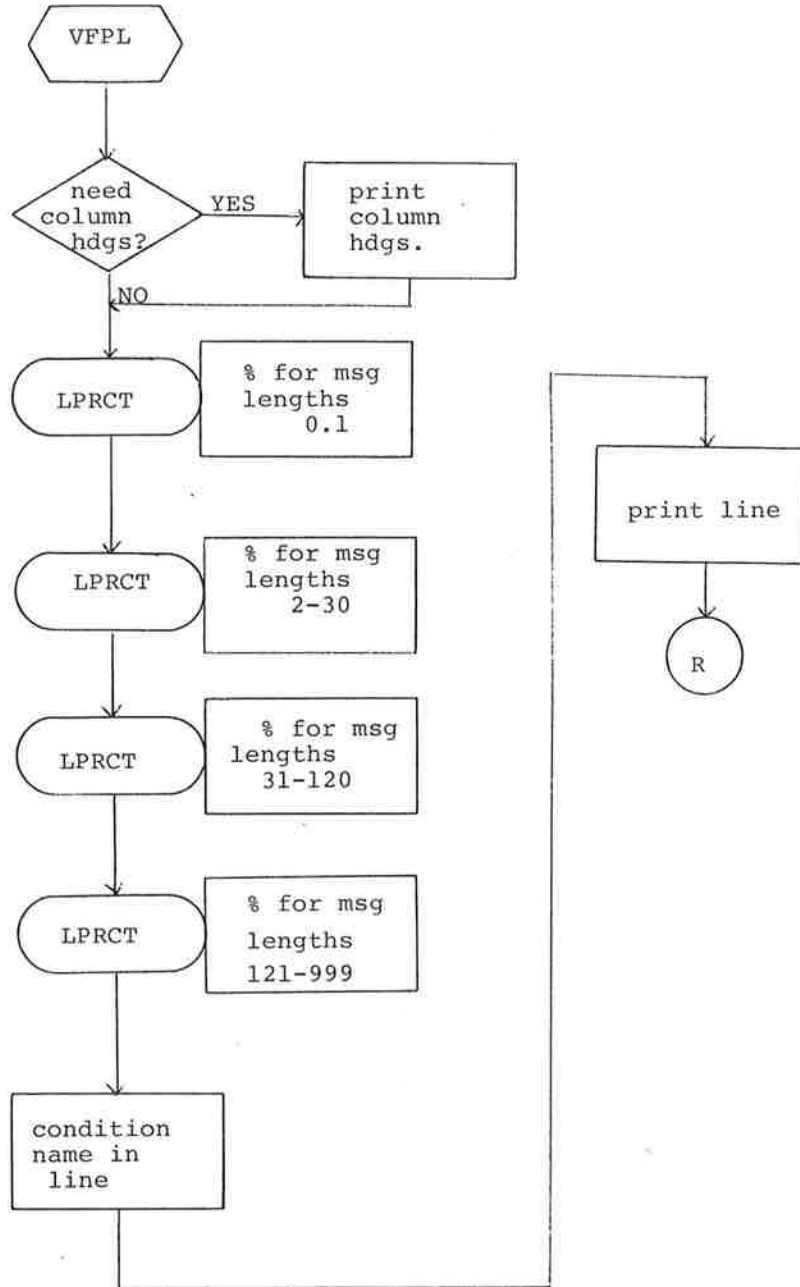 VFPL
need
column
hdgs?
YES
print
column
hdgs.
NO
LPRCT
% for msg
lengths
0.1
LPRCT
% for msg
lengths
2-30
LPRCT
% for msg
lengths
31-120
LPRCT
% for msg
lengths
121-999
condition
name in
line
print line
R